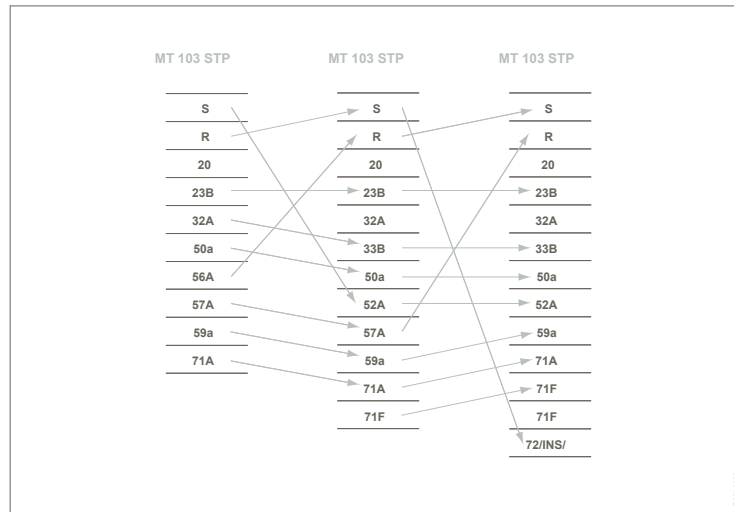 MT 103 STP MT 103 STP MT 103 STP
S
R
20
23B
32A
50a
56A
57A
59a
71A
S
R
20
23B
32A
33B
50a
52A
57A
59a
71A
71F
S
R
20
23B
32A
33B
50a
52A
59a
71A
71F
71F
72/INS/